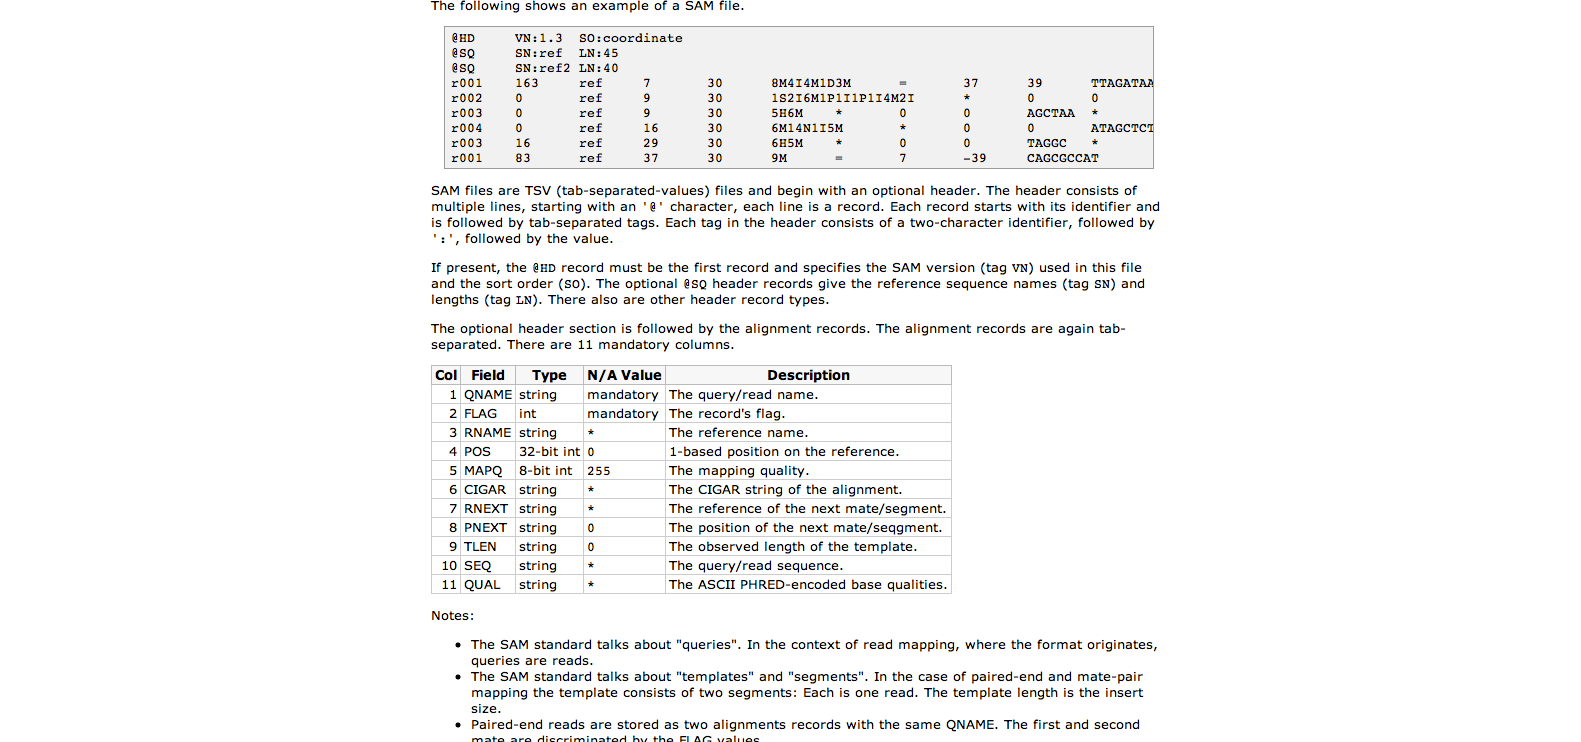 The following shows an example of a SAM file.
@HD VN:1.3 SO:coordinate
@SQ SN:ref LN:45
@SQ SN:ref2 LN:40
r001 163 ref 7 30 8M4I4M1D3M = 37 39 TTAGATAA
r002 0 ref 9 30 1S2I6M1P1I1P1I4M2I * 0 0
r003 0 ref 9 30 5H6M * 0 0 AGCTAA *
r004 0 ref 16 30 6M14N1I5M * 0 0 ATAGCTCT
r003 16 ref 29 30 6H5M * 0 0 TAGGC *
r001 83 ref 37 30 9M = 7 -39 CAGCGCCAT
SAM files are TSV (tab-separated-values) files and begin with an optional header. The header consists of
multiple lines, starting with an '@' character, each line is a record. Each record starts with its identifier and
is followed by tab-separated tags. Each tag in the header consists of a two-character identifier, followed by
':', followed by the value.
If present, the @HD record must be the first record and specifies the SAM version (tag VN) used in this file
and the sort order (SO). The optional @SQ header records give the reference sequence names (tag SN) and
lengths (tag LN). There also are other header record types.
The optional header section is followed by the alignment records. The alignment records are again tab-
separated. There are 11 mandatory columns.
Col Field Type N/A Value Description
1 QNAME string mandatory The query/read name.
2 FLAG int mandatory The record's flag.
3 RNAME string * The reference name.
4 POS 32-bit int 0 1-based position on the reference.
5 MAPQ 8-bit int 255 The mapping quality.
6 CIGAR string * The CIGAR string of the alignment.
7 RNEXT string * The reference of the next mate/segment.
8 PNEXT string 0 The position of the next mate/seqgment.
9 TLEN string 0 The observed length of the template.
10 SEQ string * The query/read sequence.
11 QUAL string * The ASCII PHRED-encoded base qualities.
Notes:
• The SAM standard talks about "queries". In the context of read mapping, where the format originates,
queries are reads.
• The SAM standard talks about "templates" and "segments". In the case of paired-end and mate-pair
mapping the template consists of two segments: Each is one read. The template length is the insert
size.
• Paired-end reads are stored as two alignments records with the same QNAME. The first and second
mate are discriminated by the FLAG values.